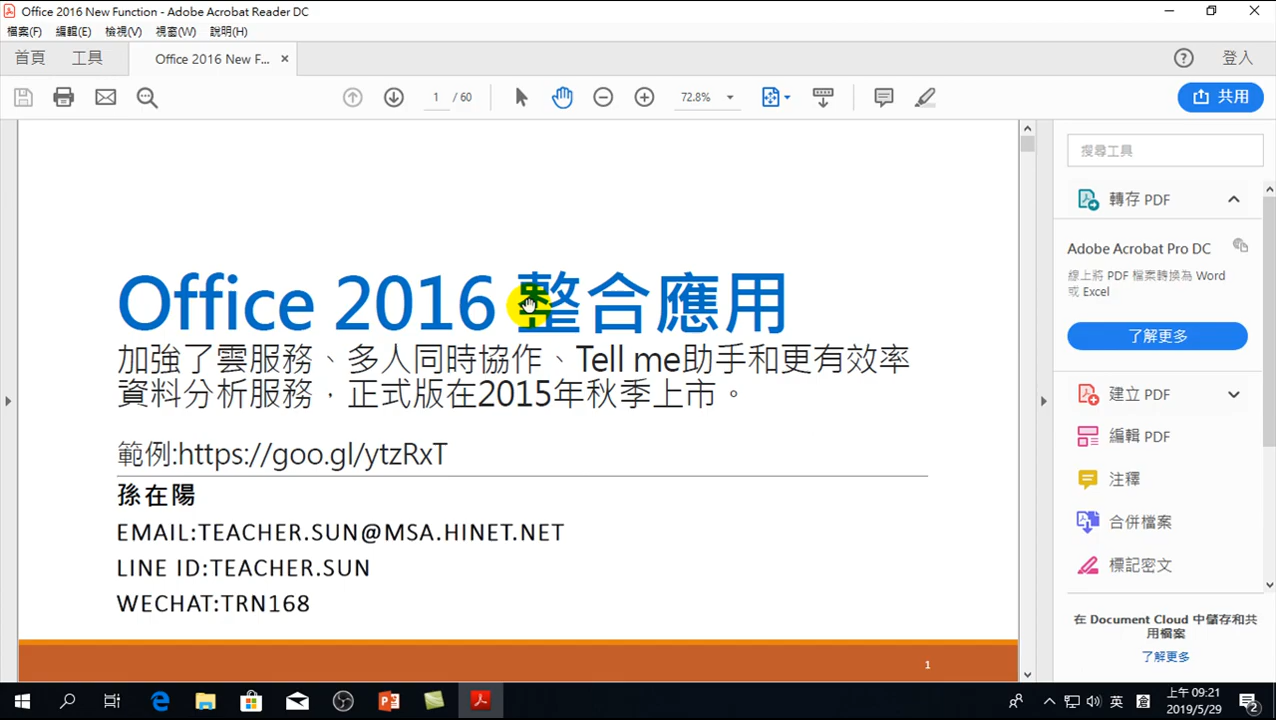 Office 2016 New Function - Adobe Acrobat Reader DC
檔案(F) 編輯(E) 檢視(V) 視窗(W) 說明(H)
首頁 工具 Office 2016 New F... × 登入
1 / 60 72.8% 共用
搜尋工具
轉存 PDF
Adobe Acrobat Pro DC
線上將 PDF 檔案轉換為 Word
或 Excel
了解更多
建立 PDF
編輯 PDF
注釋
合併檔案
標記密文
在 Document Cloud 中儲存和共
用檔案
了解更多
Office 2016 整合應用
加強了雲服務、多人同時協作、Tell me助手和更有效率
資料分析服務，正式版在2015年秋季上市。
範例:https://goo.gl/ytzRxT
孫在陽
EMAIL:TEACHER.SUN@MSA.HINET.NET
LINE ID:TEACHER.SUN
WECHAT:TRN168
1
英 上午 09:21
2019/5/29 2